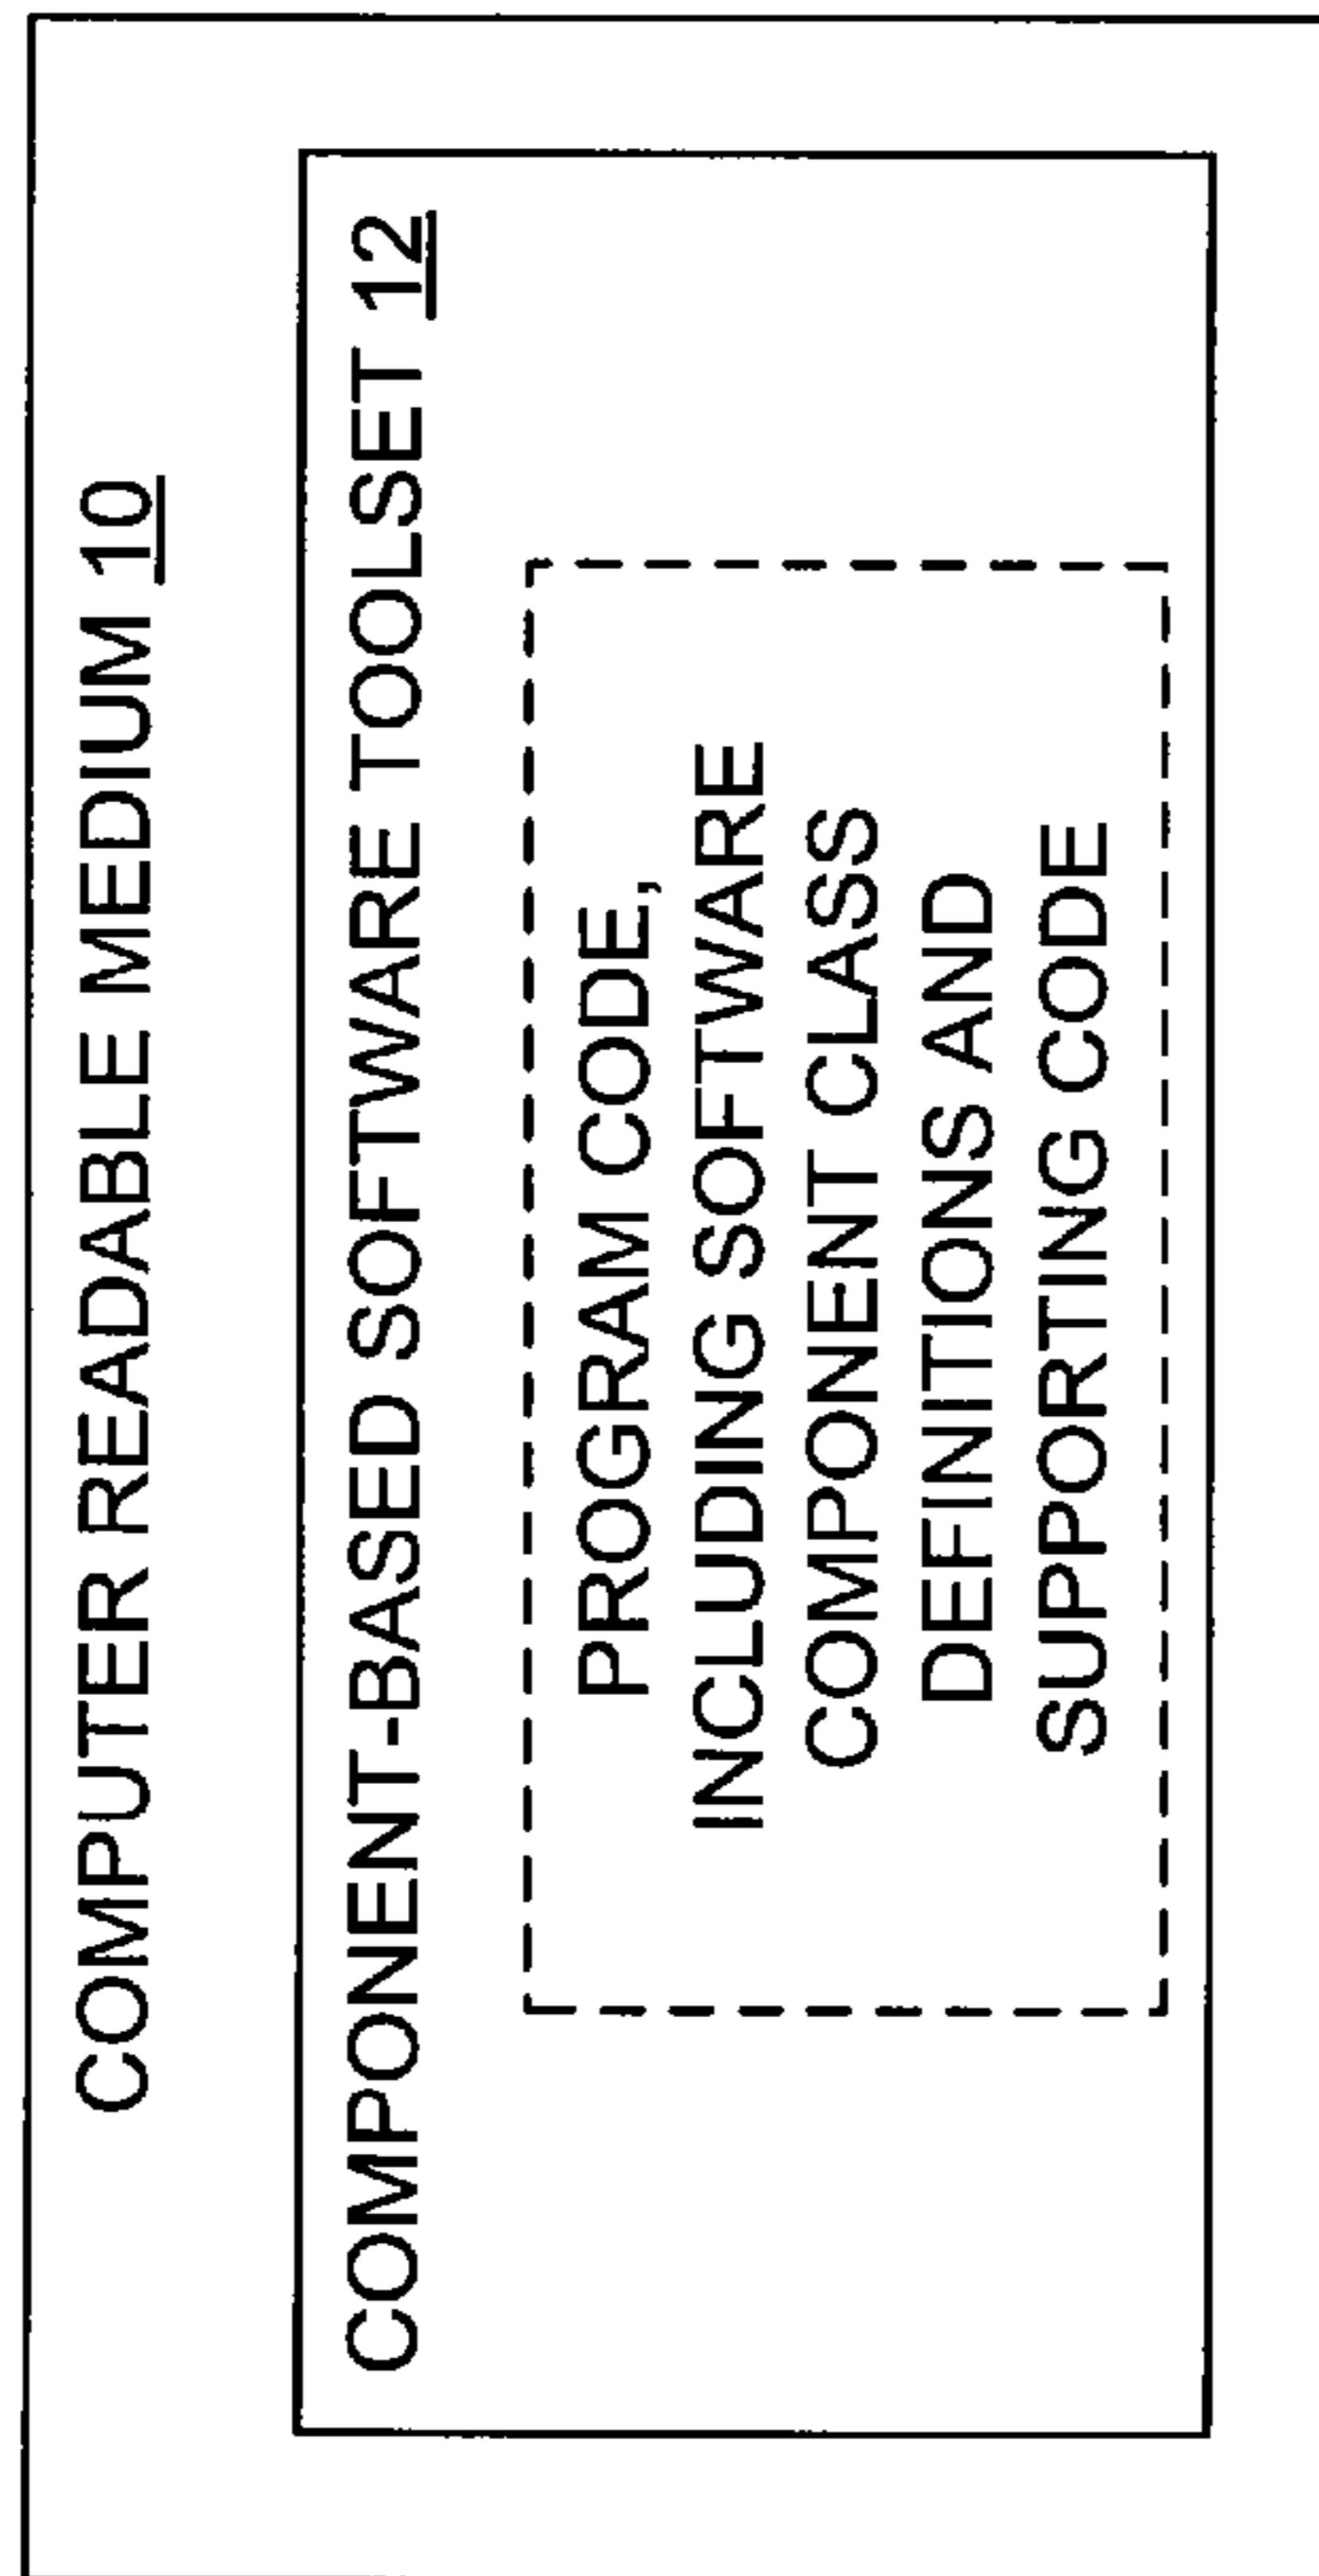 COMPUTER READABLE MEDIUM 10
COMPONENT-BASED SOFTWARE TOOLSET 12
PROGRAM CODE,
INCLUDING SOFTWARE
COMPONENT CLASS
DEFINITIONS AND
SUPPORTING CODE